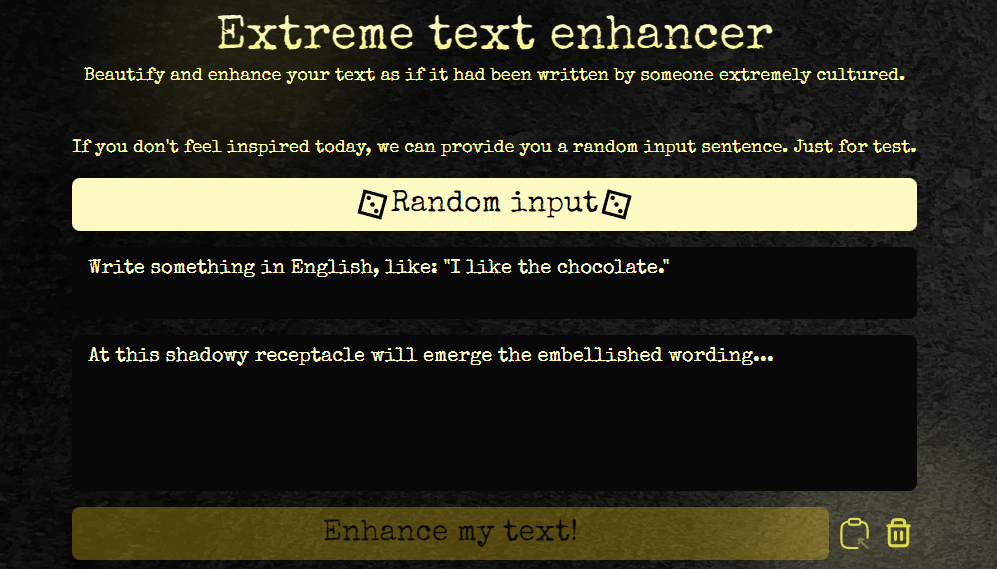 Extreme text enhancer
Beautify and enhance your text as if it had been written by someone extremely cultured.
If you don't feel inspired today, we can provide you a random input sentence. Just for test.
Random input
Write something in English, like: "I like the chocolate."
At this shadowy receptacle will emerge the embellished wording...
Enhance my text!